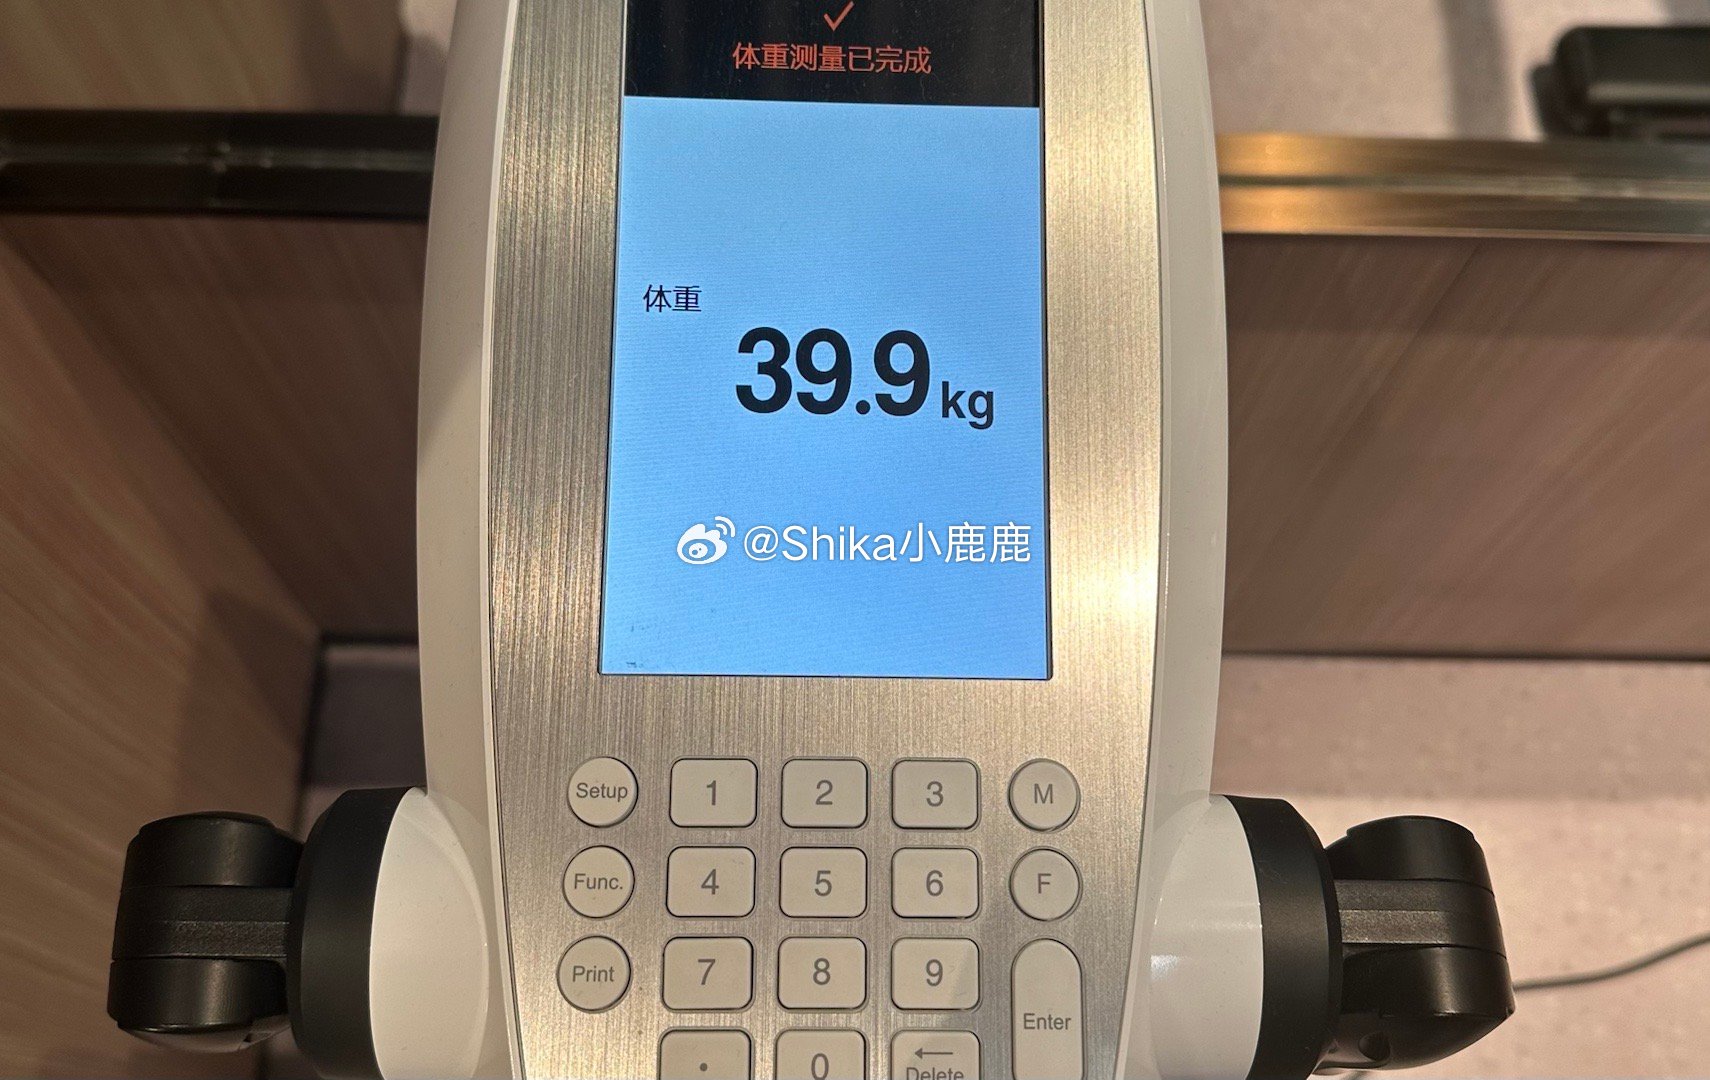 体重测量已完成
体重
39.9 kg
@Shika小鹿鹿
Setup 1 2 3 M
Func. 4 5 6 F
Print 7 8 9
Enter
. 0 Delete